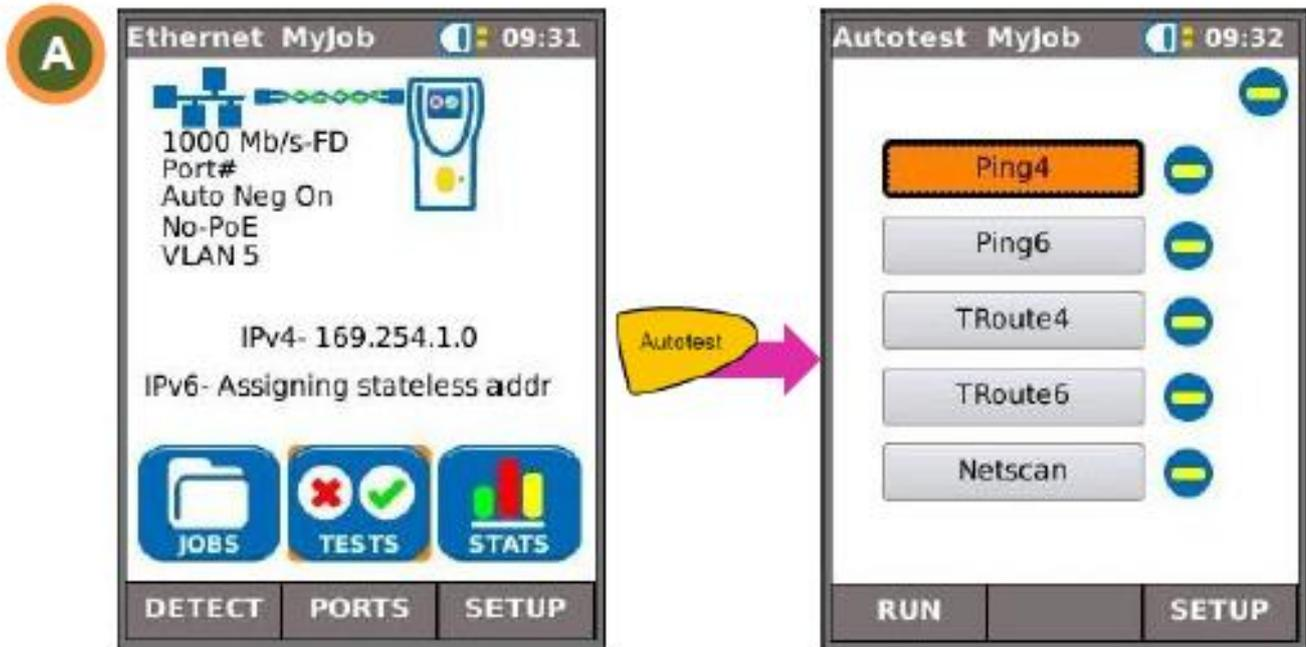 A
Ethernet MyJob 09:31
1000 Mb/s-FD
Port#
Auto Neg On
No-PoE
VLAN 5
IPv4- 169.254.1.0
IPv6- Assigning stateless addr
JOBS TESTS STATS
DETECT PORTS SETUP
Autotest
Autotest MyJob 09:32
Ping4
Ping6
TRoute4
TRoute6
Netscan
RUN SETUP